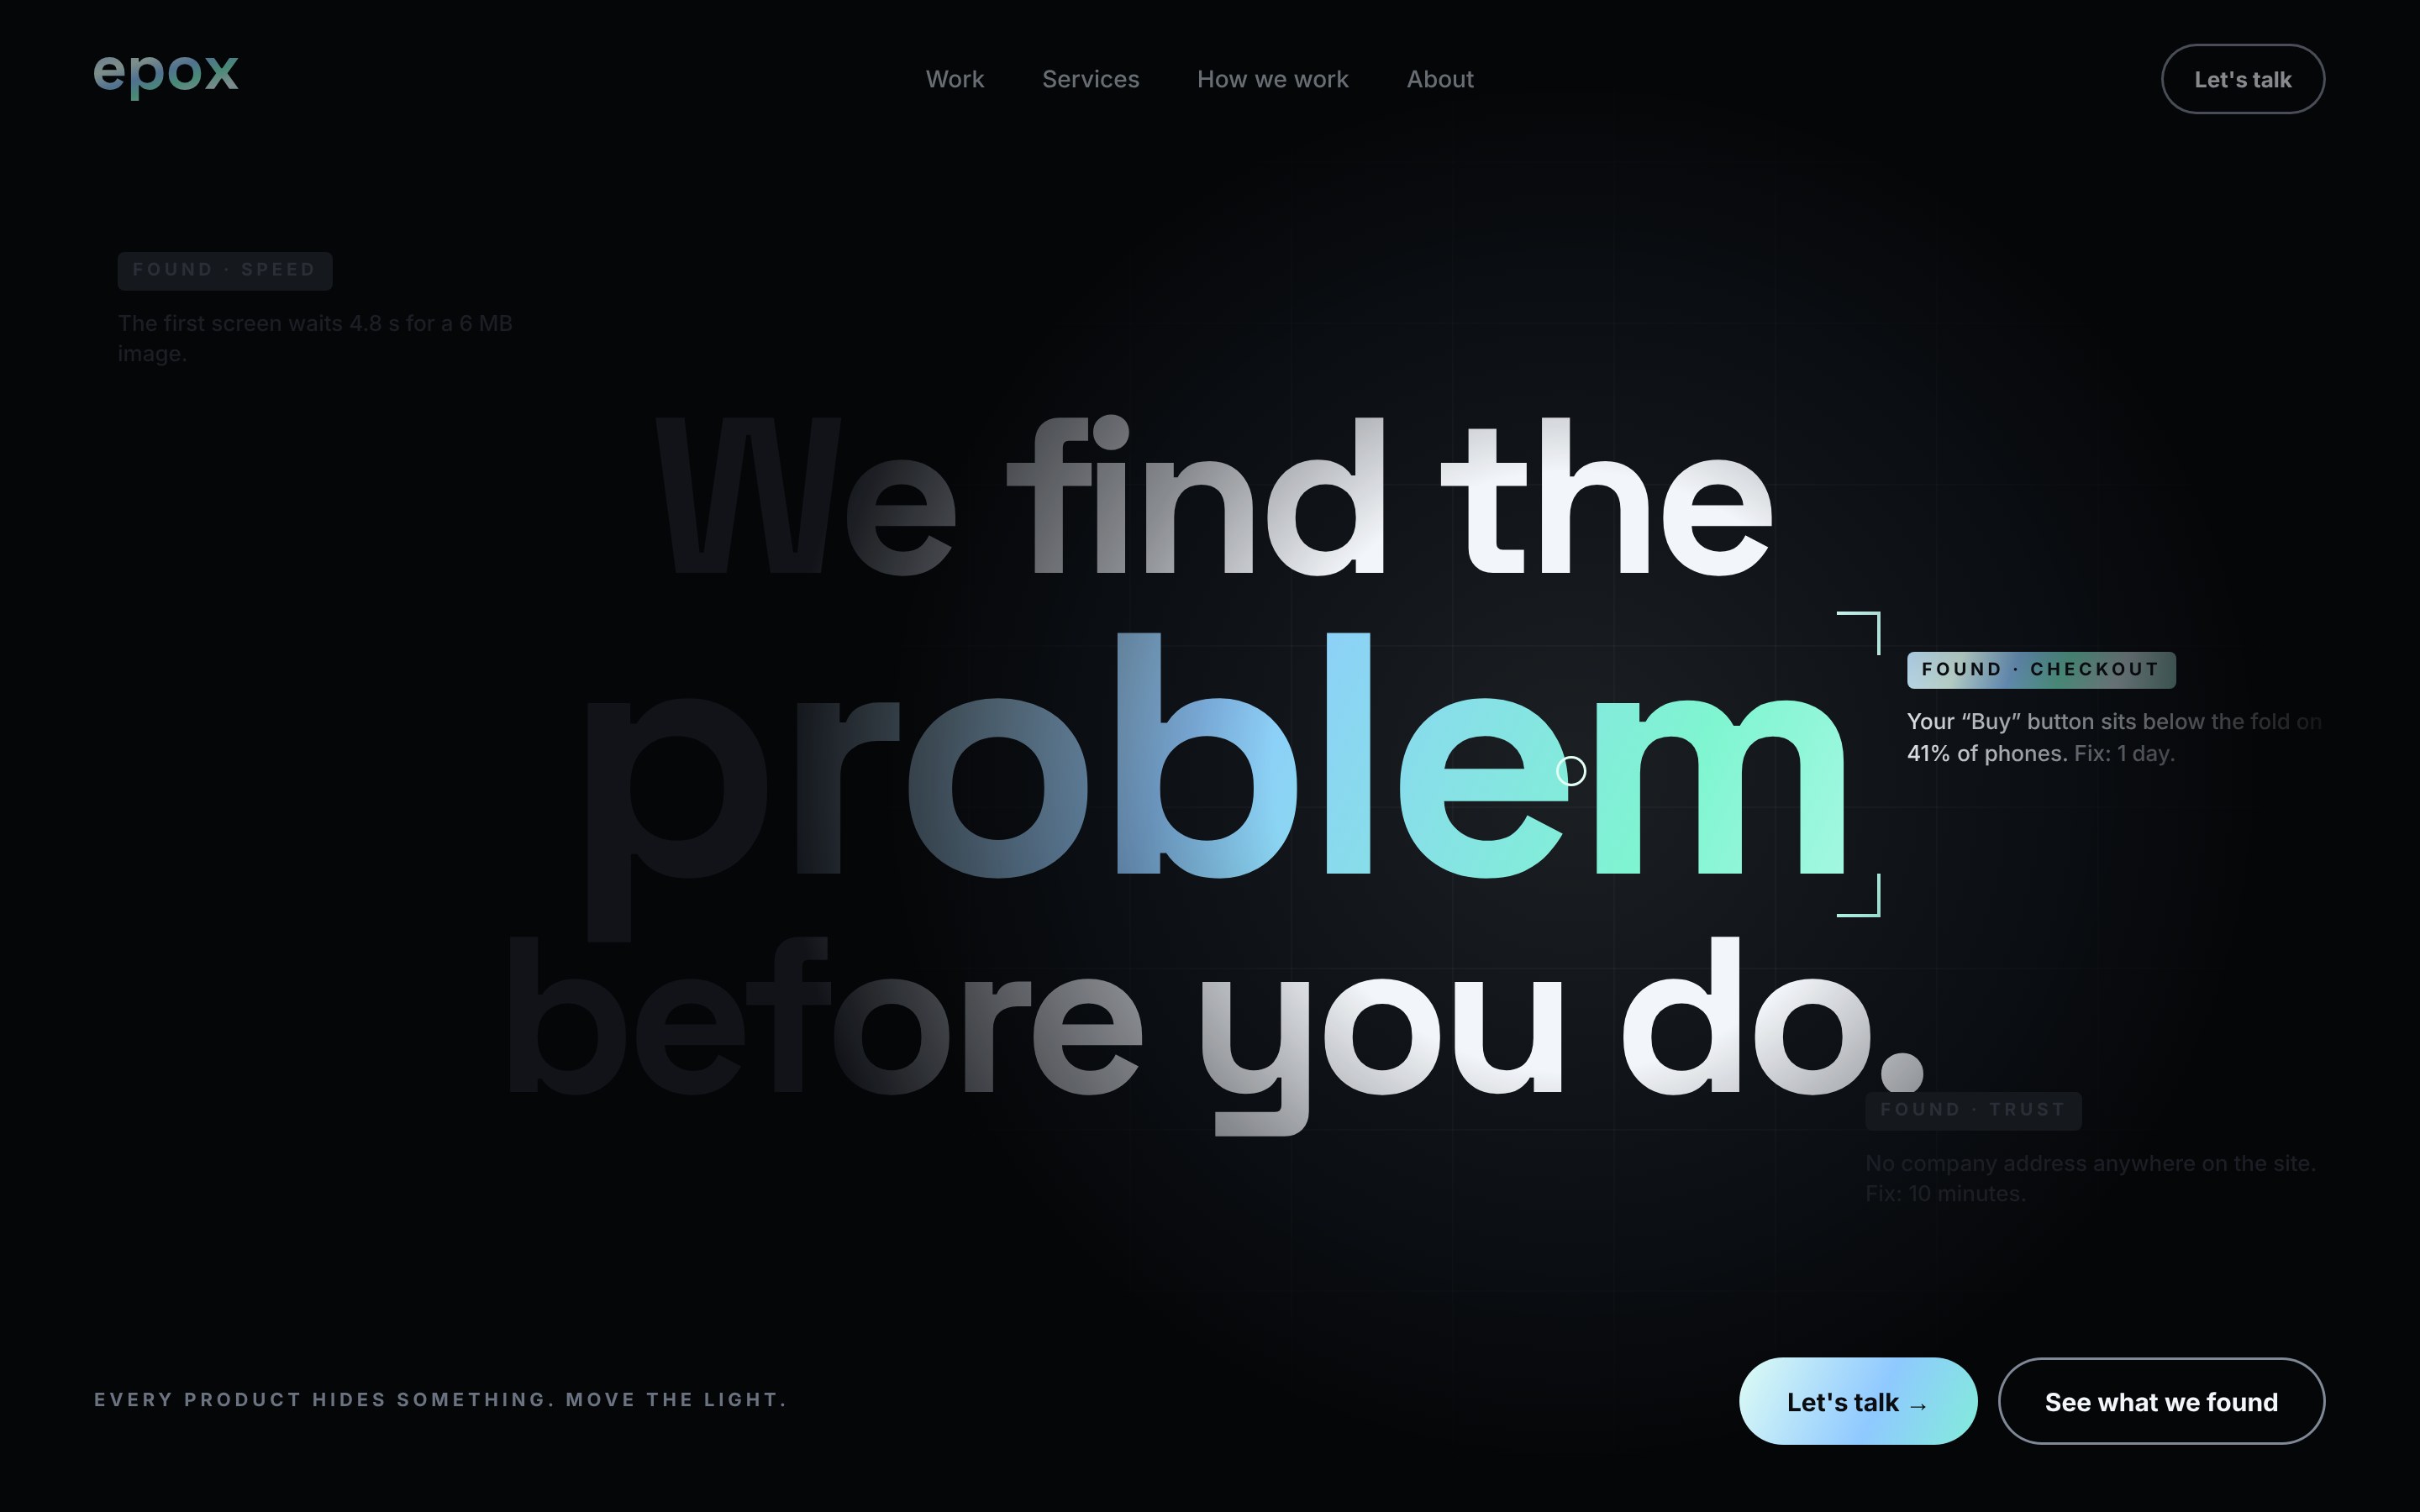 epox
Work
Services
How we work
About
Let's talk
FOUND · SPEED
The first screen waits 4.8 s for a 6 MB
image.
We find the
problem
before you do.
FOUND · CHECKOUT
Your “Buy” button sits below the fold on
41% of phones. Fix: 1 day.
FOUND · TRUST
No company address anywhere on the site.
Fix: 10 minutes.
EVERY PRODUCT HIDES SOMETHING. MOVE THE LIGHT.
Let's talk →
See what we found